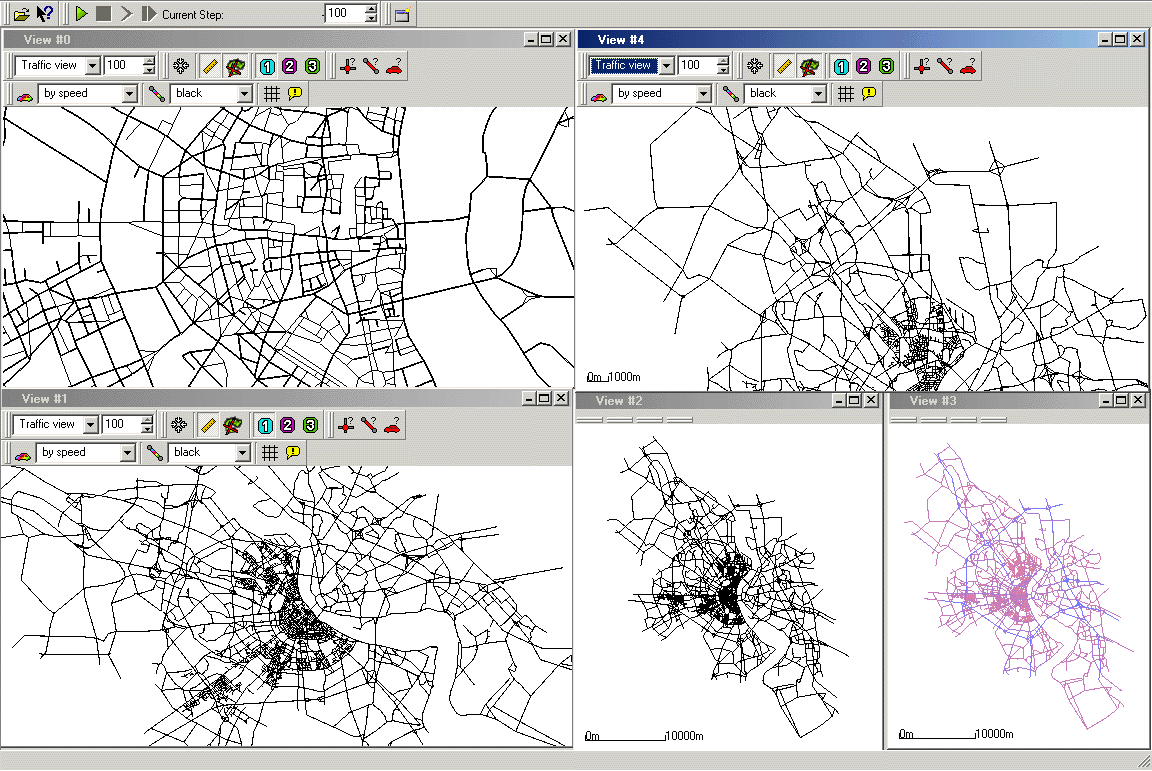 Current Step: 100
View #0
Traffic view 100
1 2 3
by speed black
View #4
Traffic view 100
1 2 3
by speed black
0m 1000m
View #1
Traffic view 100
1 2 3
by speed black
View #2
0m 10000m
View #3
0m 10000m